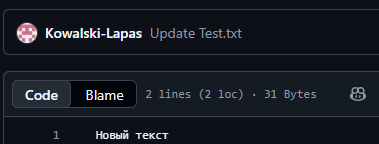 Kowalski-Lapas Update Test.txt
Code Blame 2 lines (2 loc) · 31 Bytes
1 Новый текст